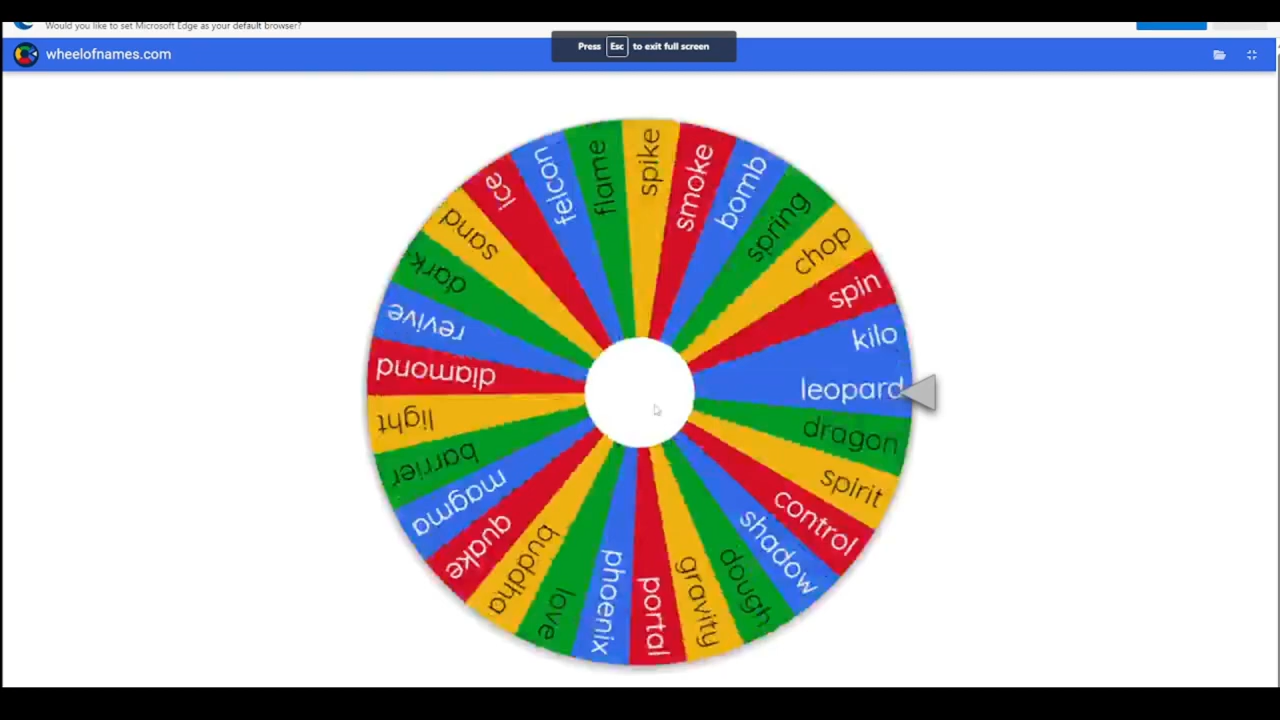 Would you like to set Microsoft Edge as your default browser?
wheelofnames.com
Press Esc to exit full screen
spike
smoke
bomb
spring
chop
spin
kilo
leopard
dragon
spirit
control
shadow
dough
gravity
portal
phoenix
love
buddha
quake
magma
barrier
light
diamond
revive
dark
sand
ice
felcon
flame